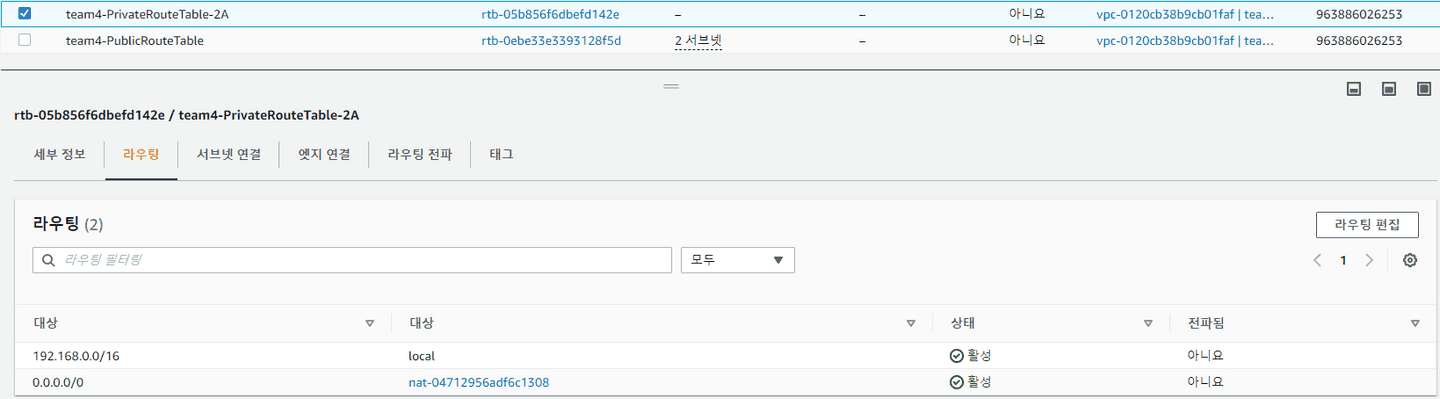 team4-PrivateRouteTable-2A rtb-05b856f6dbefd142e – – 아니요 vpc-0120cb38b9cb01faf | tea... 963886026253
team4-PublicRouteTable rtb-0ebe33e3393128f5d 2 서브넷 – 아니요 vpc-0120cb38b9cb01faf | tea... 963886026253
rtb-05b856f6dbefd142e / team4-PrivateRouteTable-2A
세부 정보 라우팅 서브넷 연결 엣지 연결 라우팅 전파 태그
라우팅 (2) 라우팅 편집
라우팅 필터링 모두 1
대상 대상 상태 전파됨
192.168.0.0/16 local 활성 아니요
0.0.0.0/0 nat-04712956adf6c1308 활성 아니요